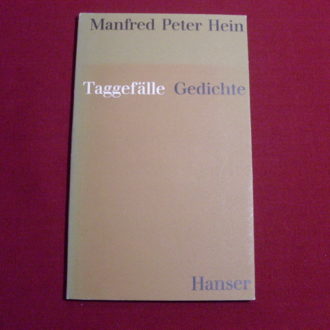 Manfred Peter Hein
Taggefälle Gedichte
Hanser